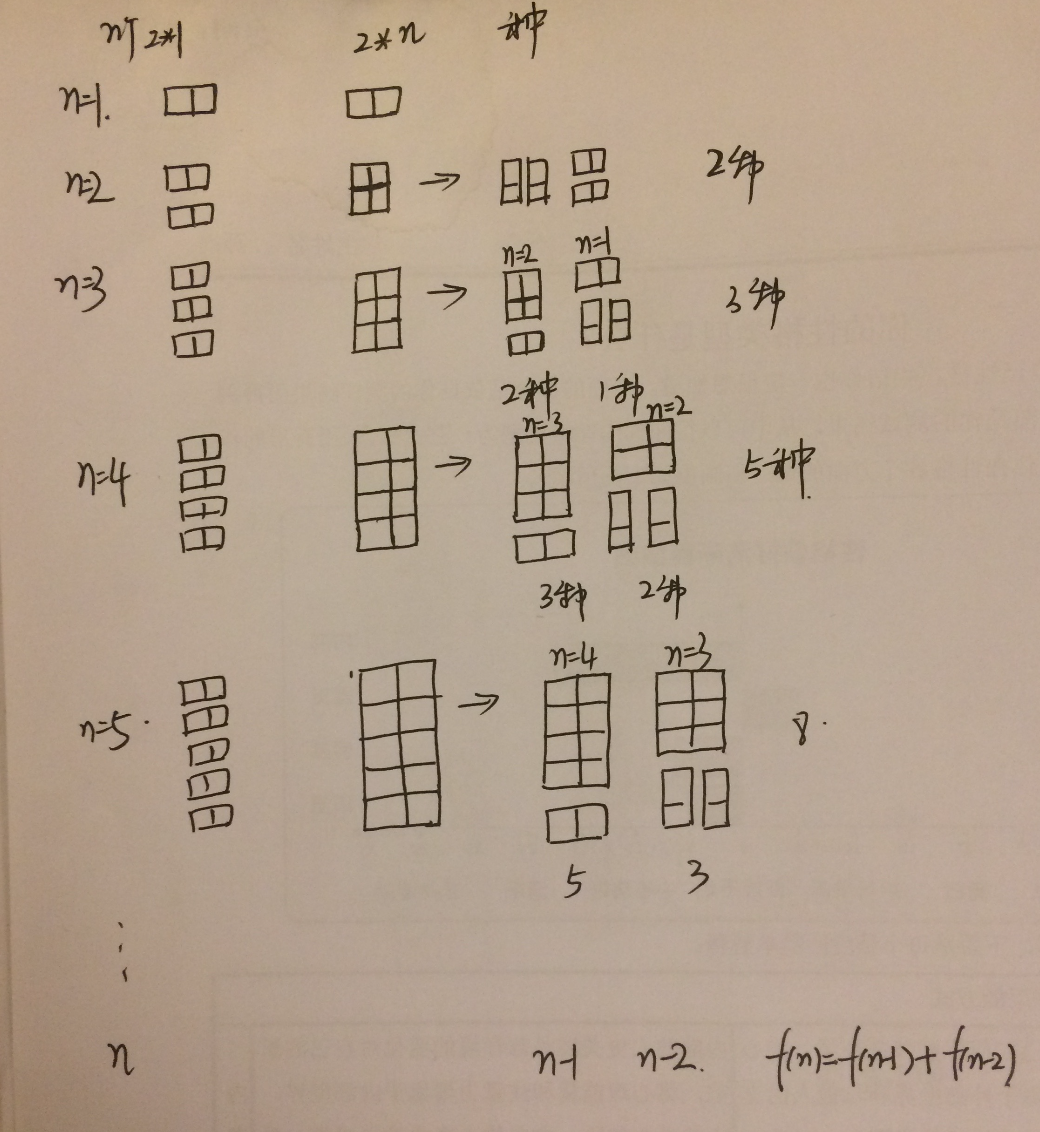 n个 2*1 2*n 种
n=1.
n=2 2种
n=2 n=1
n=3 3种
2种 1种
n=3 n=2
n=4 5种.
3种 2种
n=4 n=3
n=5. 8.
5 3
n n-1 n-2. f(n)=f(n-1)+f(n-2)